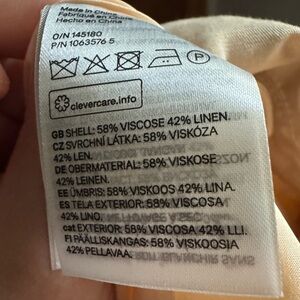 Made in China
Fabriqué en Chine
Hecho en China
O/N 145180
P/N 1063576 5
P
clevercare.info
GB SHELL: 58% VISCOSE 42% LINEN.
CZ SVRCHNÍ LÁTKA: 58% VISKÓZA
42% LEN.
DE OBERMATERIAL: 58% VISKOSE
42% LEINEN.
EE ÜMBRIS: 58% VISKOOS 42% LINA.
ES TELA EXTERIOR: 58% VISCOSA
42% LINO.
cat EXTERIOR: 58% VISCOSA 42% LLI.
FI PÄÄLLISKANGAS: 58% VISKOOSIA
42% PELLAVAA.